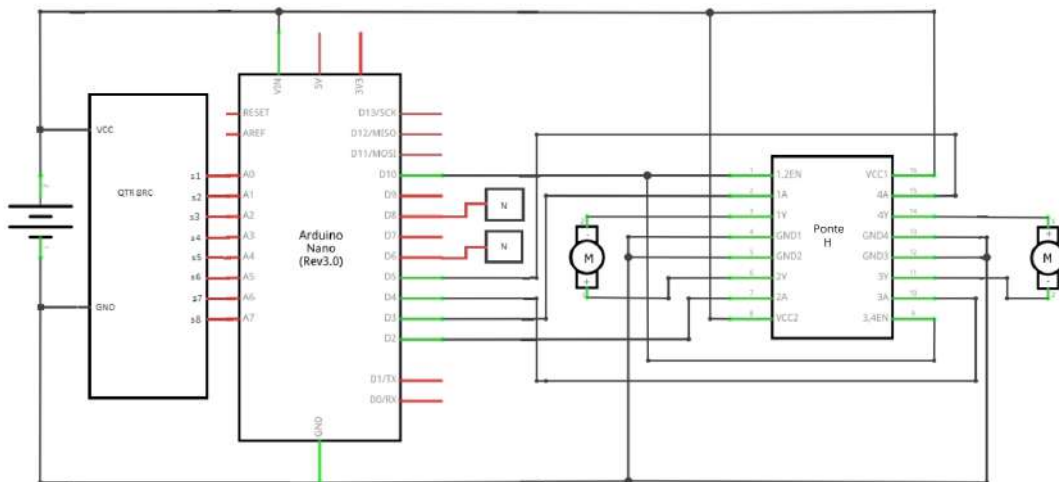 VIN
5V
3V3
VCC
QTR BRC
GND
s1
s2
s3
s4
s5
s6
s7
s8
RESET
AREF
A0
A1
A2
A3
A4
A5
A6
A7
Arduino
Nano
(Rev3.0)
D13/SCK
D12/MISO
D11/MOSI
D10
D9
D8
D7
D6
D5
D4
D3
D2
D1/TX
D0/RX
GND
N
N
M
1,2EN
1A
1Y
GND1
GND2
2Y
2A
VCC2
Ponte
H
VCC1
4A
4Y
GND4
GND3
3Y
3A
3,4EN
M